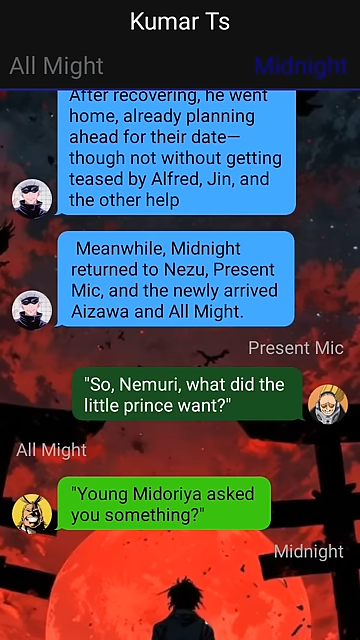 Kumar Ts
All Might
Midnight
After recovering, he went
home, already planning
ahead for their date—
though not without getting
teased by Alfred, Jin, and
the other help
Meanwhile, Midnight
returned to Nezu, Present
Mic, and the newly arrived
Aizawa and All Might.
Present Mic
"So, Nemuri, what did the
little prince want?"
All Might
"Young Midoriya asked
you something?"
Midnight